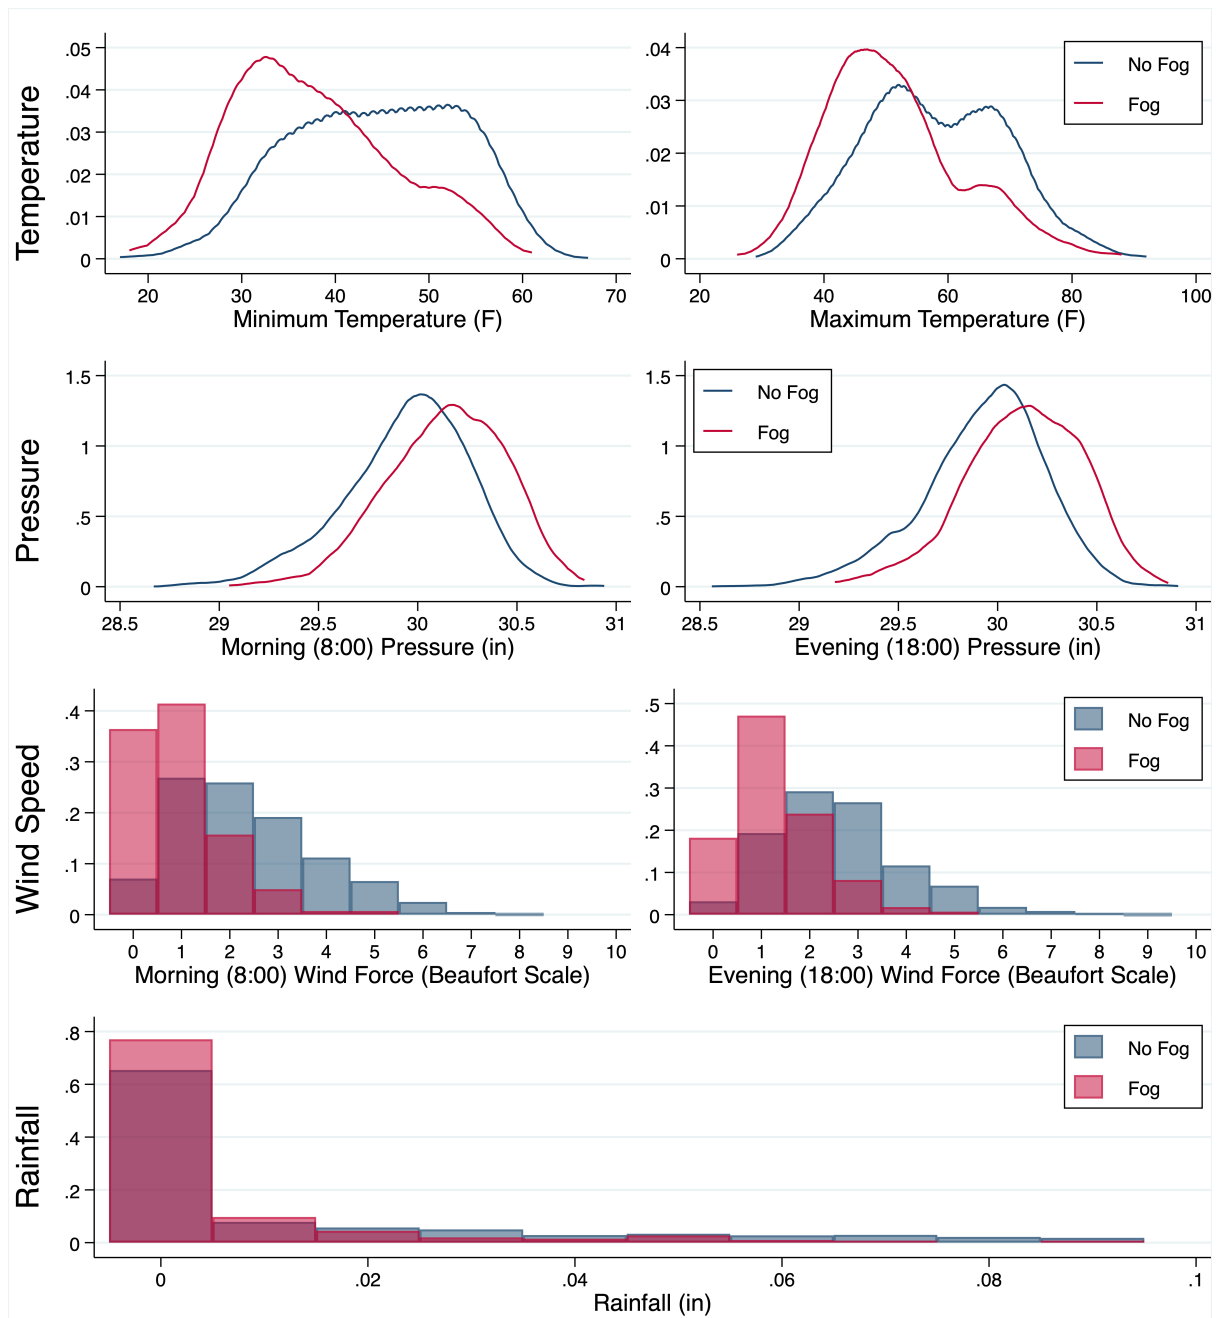 Temperature
.05
.04
.03
.02
.01
0
20 30 40 50 60 70
Minimum Temperature (F)
.04
.03
.02
.01
0
20 40 60 80 100
Maximum Temperature (F)
No Fog
Fog
Pressure
1.5
1
.5
0
28.5 29 29.5 30 30.5 31
Morning (8:00) Pressure (in)
1.5
1
.5
0
28.5 29 29.5 30 30.5 31
Evening (18:00) Pressure (in)
No Fog
Fog
Wind Speed
.4
.3
.2
.1
0
0 1 2 3 4 5 6 7 8 9 10
Morning (8:00) Wind Force (Beaufort Scale)
.5
.4
.3
.2
.1
0
0 1 2 3 4 5 6 7 8 9 10
Evening (18:00) Wind Force (Beaufort Scale)
No Fog
Fog
Rainfall
.8
.6
.4
.2
0
0 .02 .04 .06 .08 .1
Rainfall (in)
No Fog
Fog